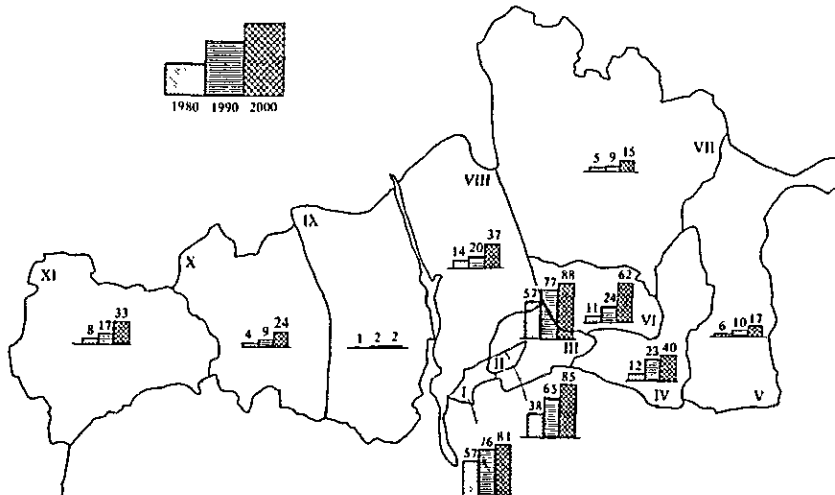 1980 1990 2000
VII
5 9 15
VIII
14 20 37
IX
1 2 2
X
4 9 24
XI
8 17 33
57 77 88
III
11 24 62
VI
6 10 17
V
12 23 40
IV
II
38 65 85
I
57 76 81